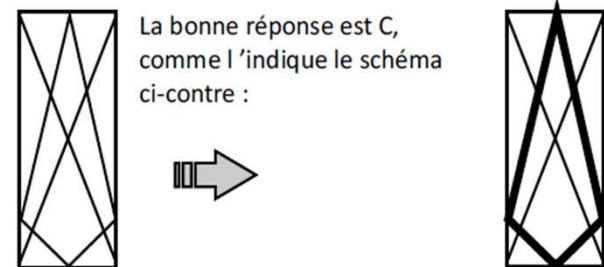 La bonne réponse est C,
comme l ’indique le schéma
ci-contre :